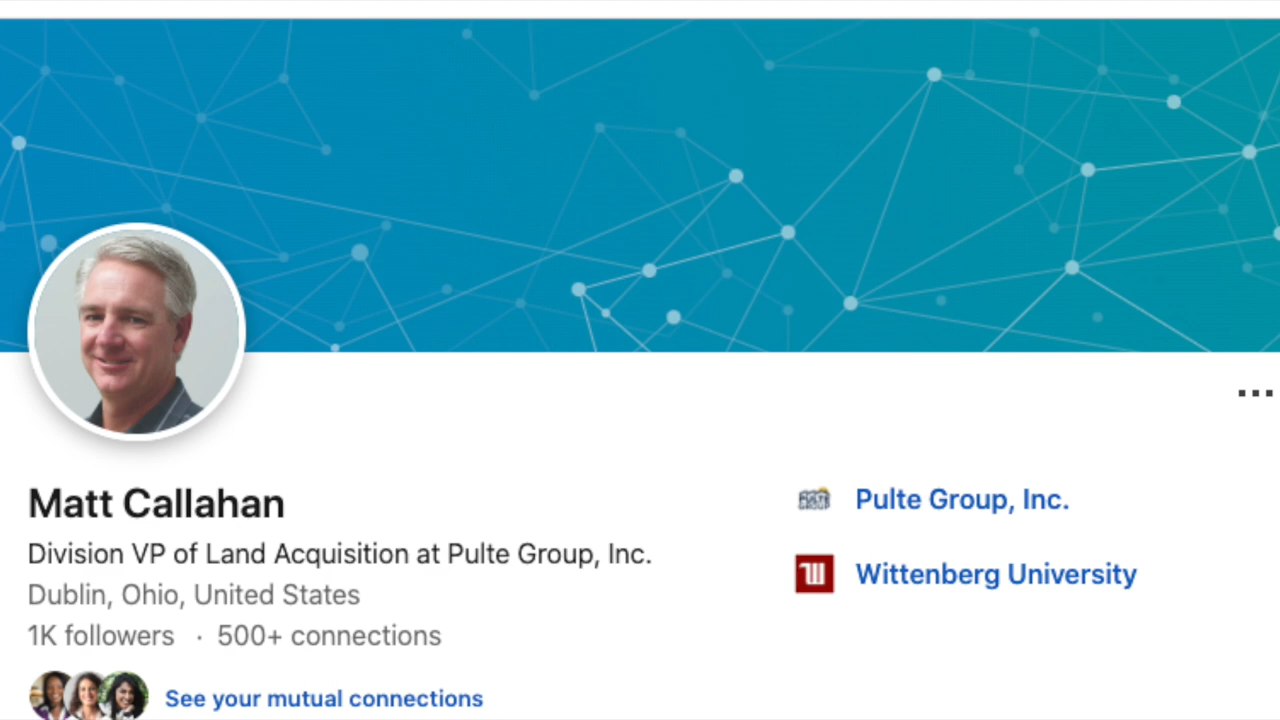 Matt Callahan
Division VP of Land Acquisition at Pulte Group, Inc.
Dublin, Ohio, United States
1K followers · 500+ connections
See your mutual connections
Pulte Group, Inc.
Wittenberg University